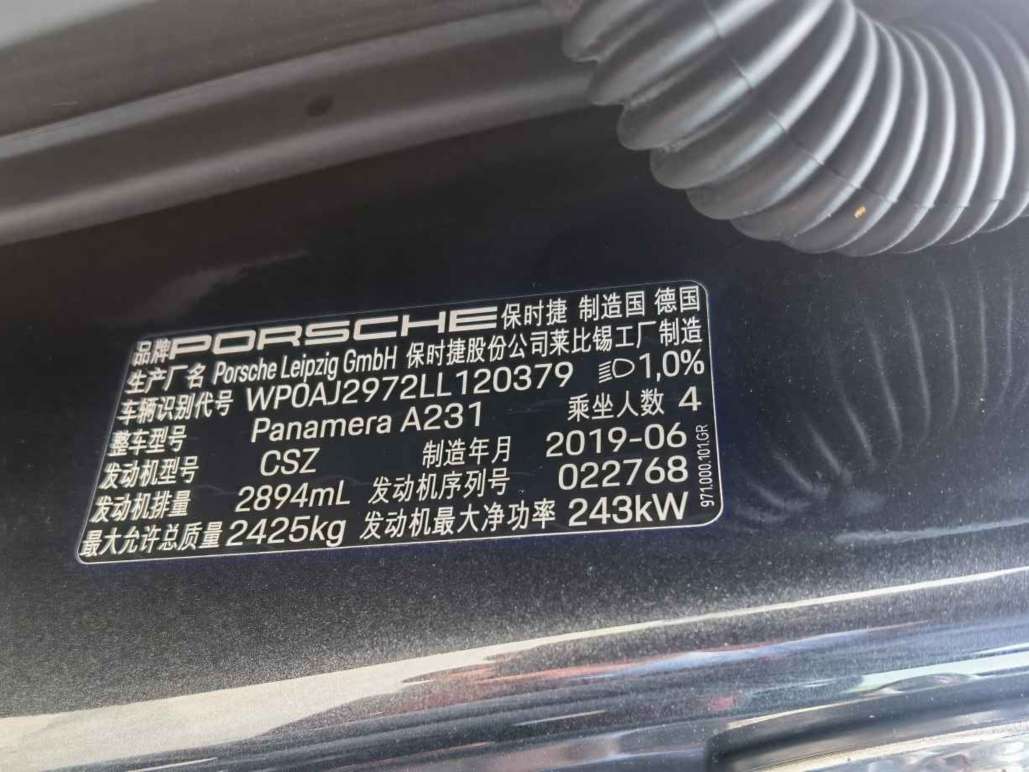 品牌 PORSCHE 保时捷 制造国 德国
生产厂名 Porsche Leipzig GmbH 保时捷股份公司莱比锡工厂制造
车辆识别代号 WP0AJ2972LL120379 1,0%
整车型号 Panamera A231 乘坐人数 4
发动机型号 CSZ 制造年月 2019-06
发动机排量 2894mL 发动机序列号 022768
最大允许总质量 2425kg 发动机最大净功率 243kW
971.000.101.GR